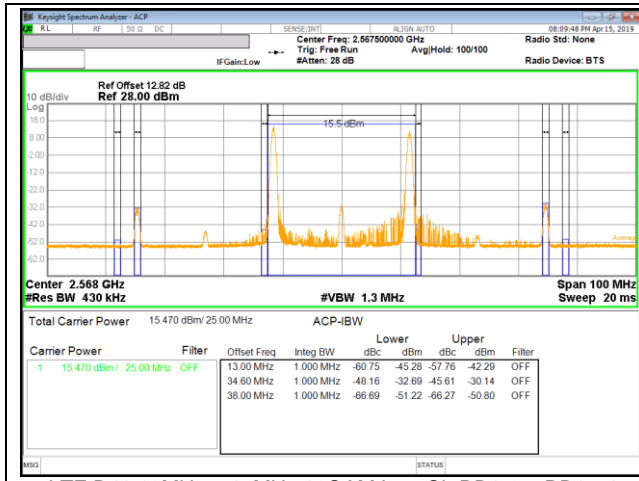 Keysight Spectrum Analyzer - ACP
RL RF 50 Ω DC SENSE:INT ALIGN AUTO 08:09:48 PM Apr 15, 2019
Center Freq: 2.567500000 GHz Radio Std: None
Trig: Free Run Avg|Hold: 100/100
IFGain:Low #Atten: 28 dB Radio Device: BTS
Ref Offset 12.82 dB
10 dB/div Ref 28.00 dBm
Log
18.0
15.5 dBm
8.00
-2.00
-12.0
-22.0
-32.0
-42.0
-52.0 Average
-62.0
Center 2.568 GHz Span 100 MHz
#Res BW 430 kHz #VBW 1.3 MHz Sweep 20 ms
Total Carrier Power 15.470 dBm/ 25.00 MHz ACP-IBW
Lower Upper
Carrier Power Filter Offset Freq Integ BW dBc dBm dBc dBm Filter
1 15.470 dBm / 25.00 MHz OFF 13.00 MHz 1.000 MHz -60.75 -45.28 -57.76 -42.29 OFF
34.60 MHz 1.000 MHz -48.16 -32.69 -45.61 -30.14 OFF
38.00 MHz 1.000 MHz -66.69 -51.22 -66.27 -50.80 OFF
MSG STATUS